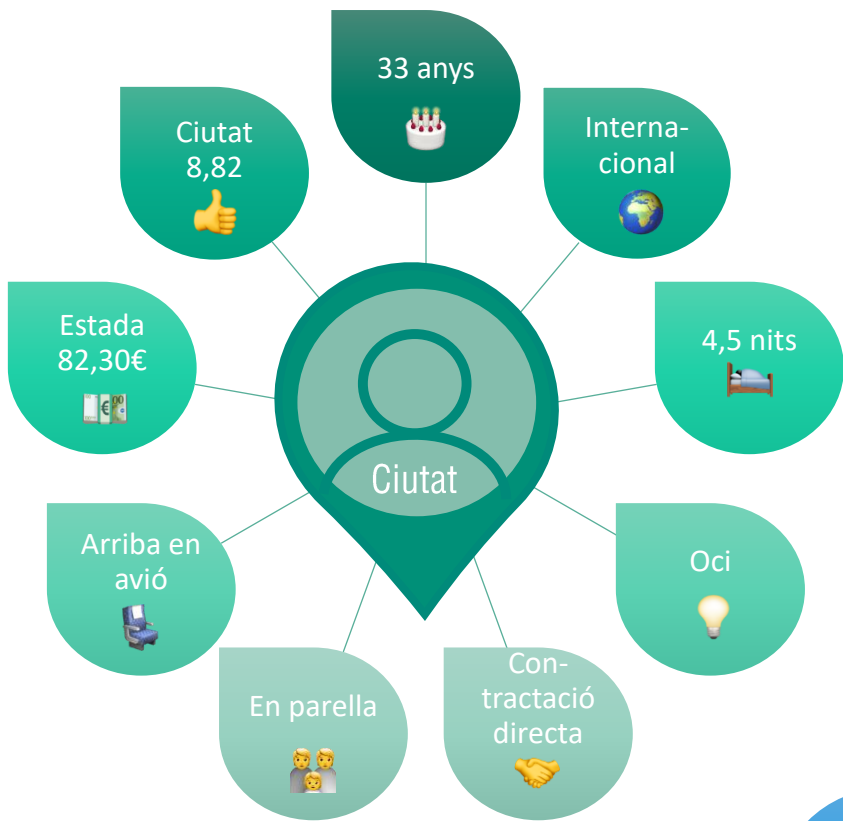 33 anys
Interna-
cional
4,5 nits
Oci
Con-
tractació
directa
En parella
Arriba en
avió
Estada
82,30€
Ciutat
8,82
Ciutat